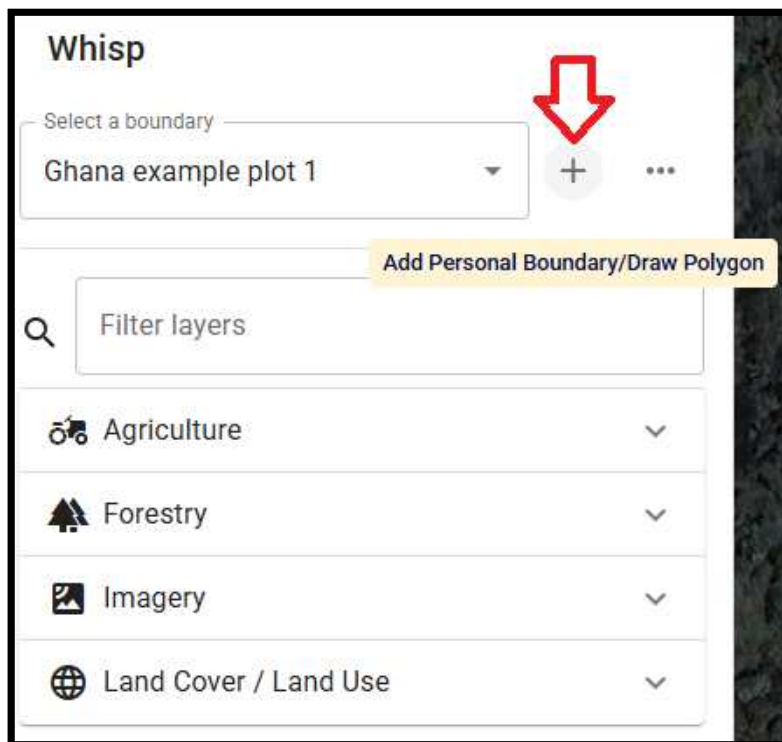 Whisp
Select a boundary
Ghana example plot 1
Add Personal Boundary/Draw Polygon
Filter layers
Agriculture
Forestry
Imagery
Land Cover / Land Use